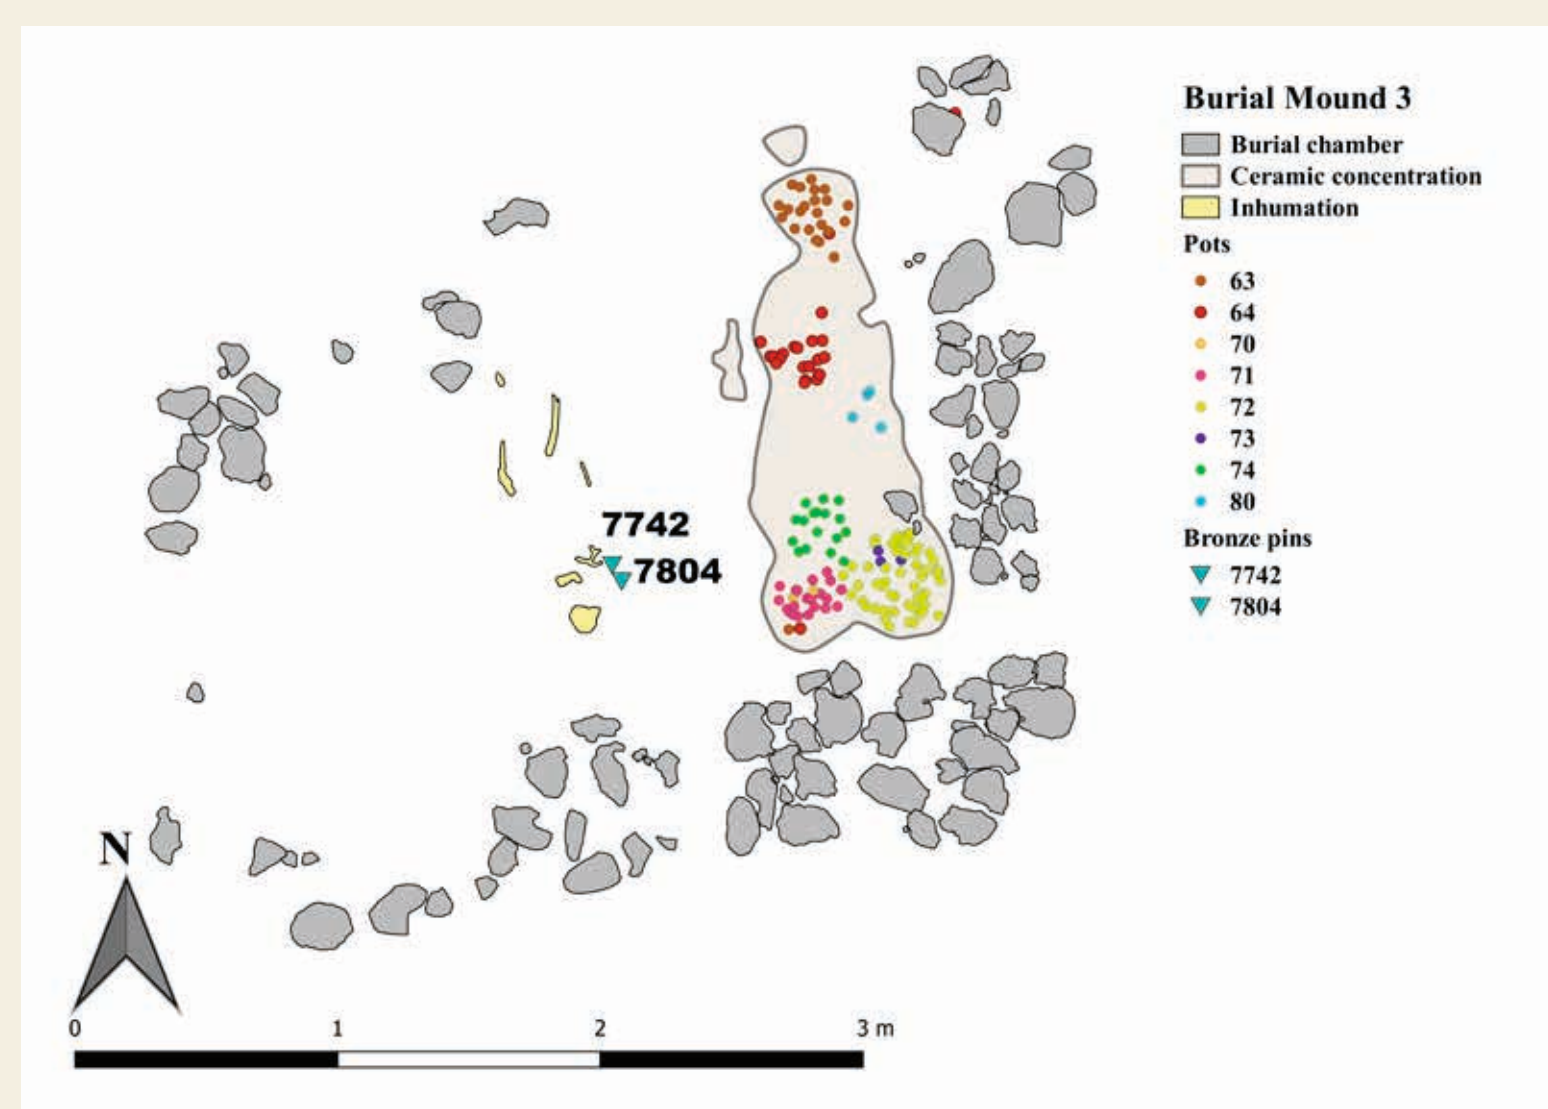 Burial Mound 3
Burial chamber
Ceramic concentration
Inhumation
Pots
63
64
70
71
72
73
74
80
Bronze pins
7742
7804
7742
7804
N
0 1 2 3 m